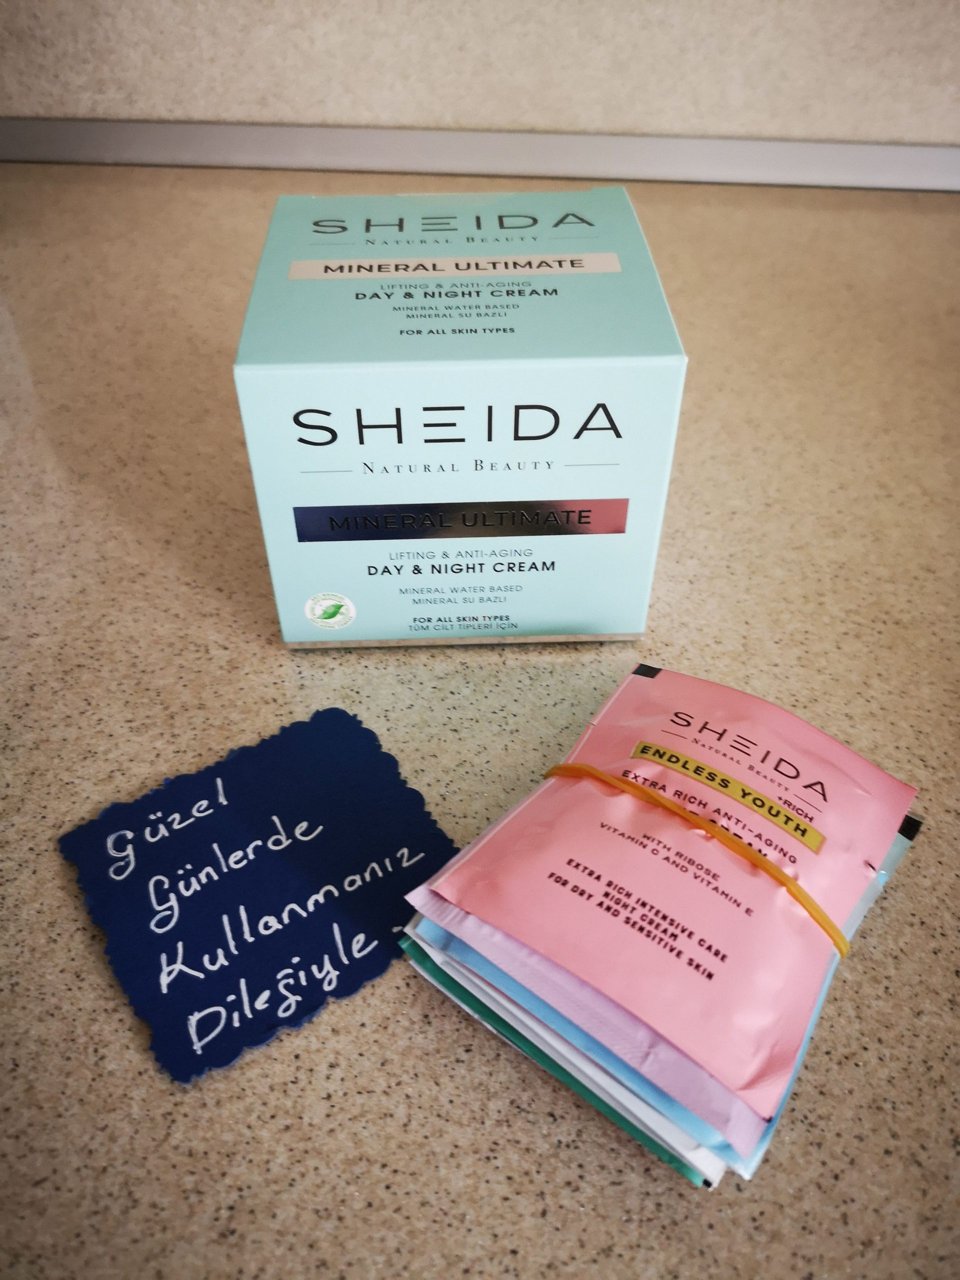 SHEIDA
NATURAL BEAUTY
MINERAL ULTIMATE
LIFTING & ANTI-AGING
DAY & NIGHT CREAM
MINERAL WATER BASED
MINERAL SU BAZLI
FOR ALL SKIN TYPES
SHEIDA
NATURAL BEAUTY
MINERAL ULTIMATE
LIFTING & ANTI-AGING
DAY & NIGHT CREAM
MINERAL WATER BASED
MINERAL SU BAZLI
FOR ALL SKIN TYPES
TÜM CİLT TİPLERİ İÇİN
SHEIDA
NATURAL BEAUTY
+RICH
ENDLESS YOUTH
EXTRA RICH ANTI-AGING
WITH RIBOSE
VITAMIN C AND VITAMIN E
EXTRA RICH INTENSIVE CARE
NIGHT CREAM
FOR DRY AND SENSITIVE SKIN
Güzel
Günlerde
Kullanmanız
Dileğiyle -